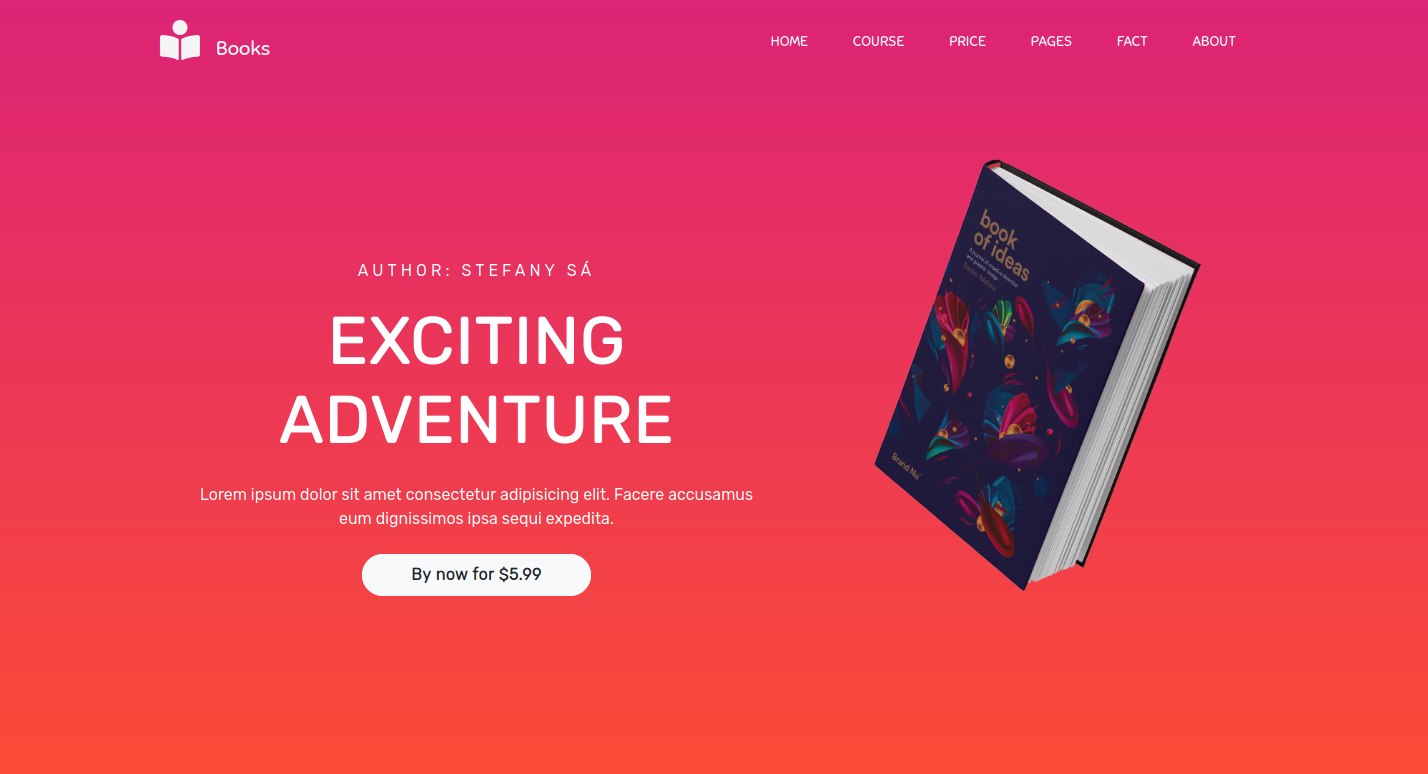 Books
HOME COURSE PRICE PAGES FACT ABOUT
AUTHOR: STEFANY SÁ
EXCITING
ADVENTURE
Lorem ipsum dolor sit amet consectetur adipisicing elit. Facere accusamus
eum dignissimos ipsa sequi expedita.
By now for $5.99
book
of ideas
Brand Nu